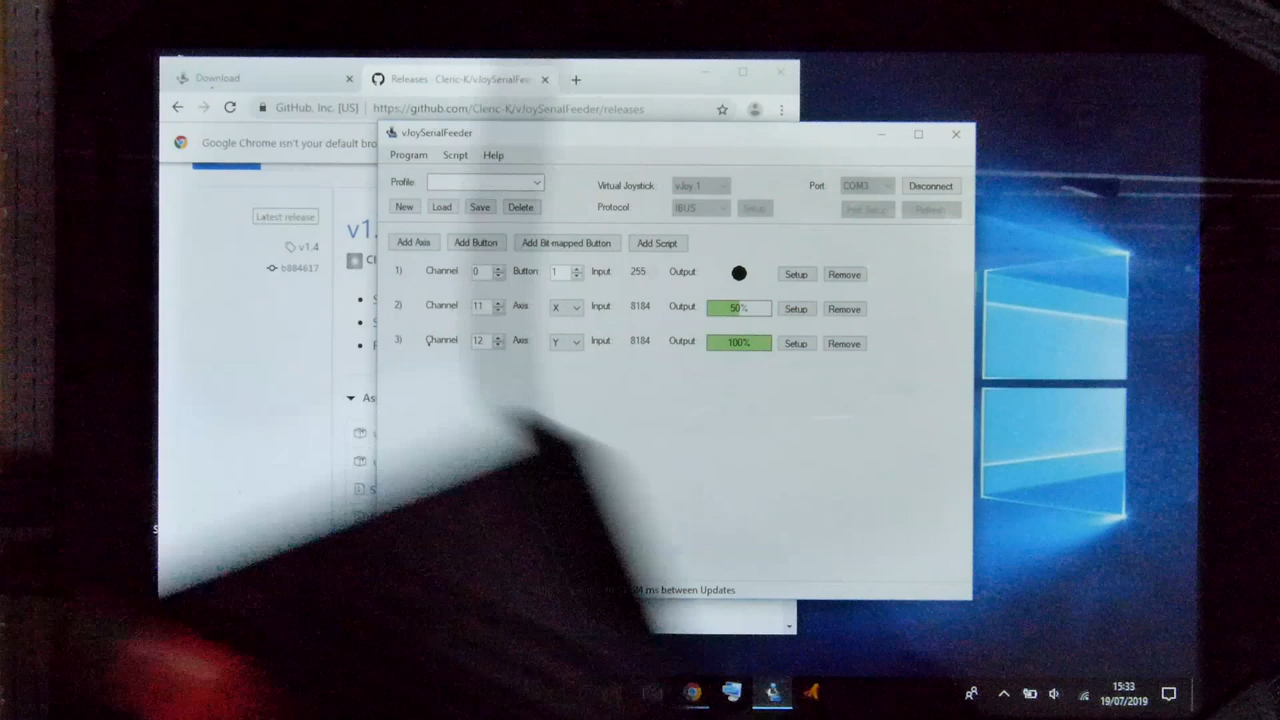 Download
Releases · Cleric-K/vJoySerialFee
GitHub, Inc. [US]
https://github.com/Cleric-K/vJoySerialFeeder/releases
Google Chrome isn't your default bro
Latest release
v1.4
b884617
v1.
vJoySerialFeeder
Program Script Help
Profile: Virtual Joystick: vJoy 1 Port: COM3 Disconnect
New Load Save Delete Protocol IBUS Setup Port Setup Refresh
Add Axis Add Button Add Bit-mapped Button Add Script
1) Channel 0 Button: 1 Input: 255 Output: Setup Remove
2) Channel 11 Axis X Input: 8184 Output: 50% Setup Remove
3) Channel 12 Axis Y Input: 8184 Output: 100% Setup Remove
As
ms between Updates
15:33
19/07/2019